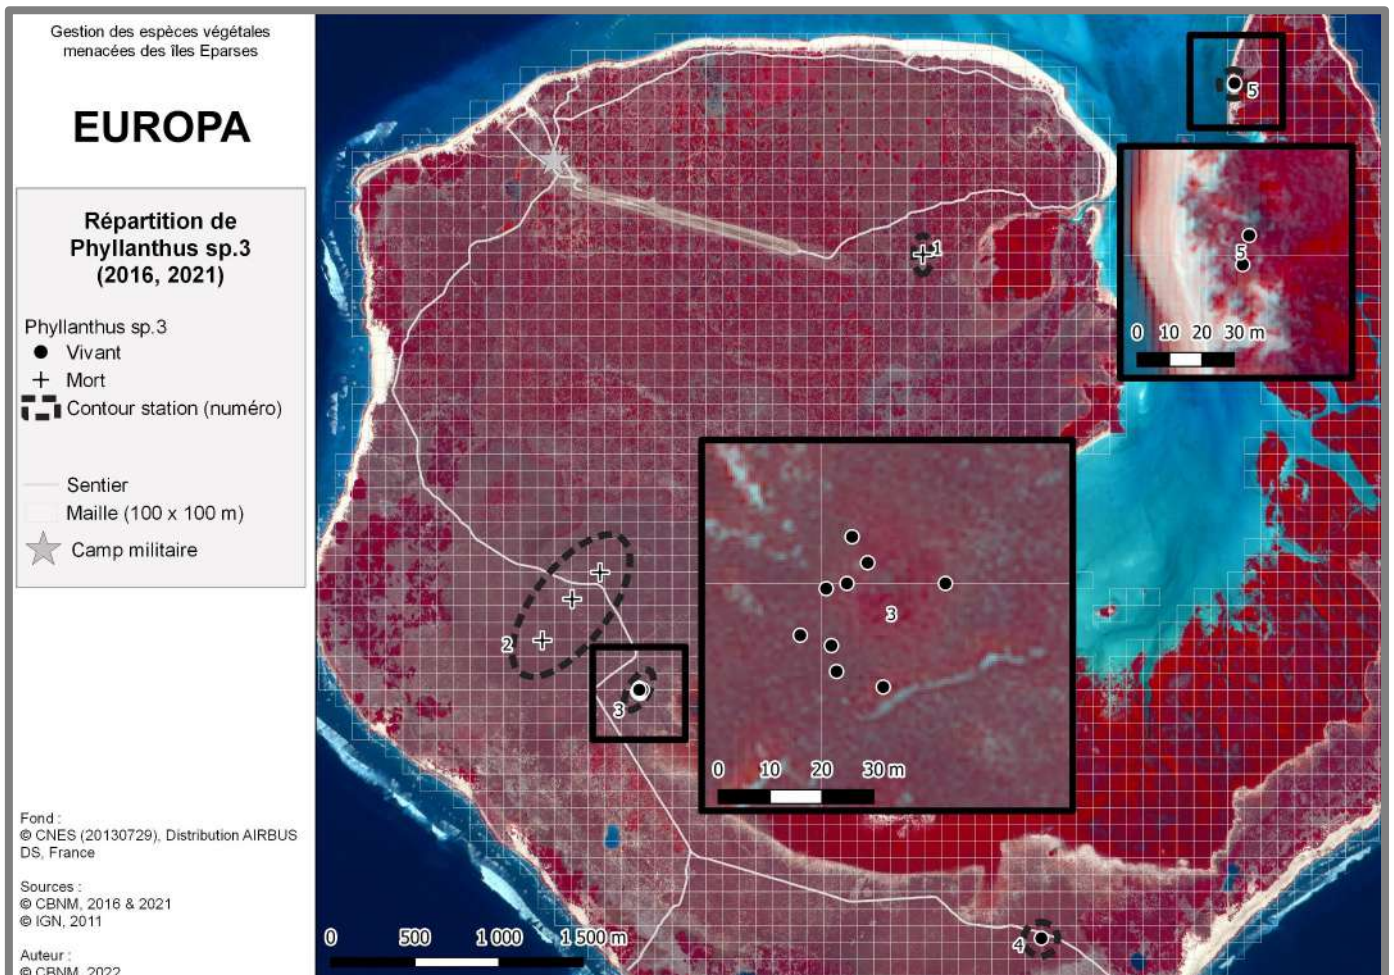 Gestion des espèces végétales
menacées des îles Eparses
EUROPA
Répartition de
Phyllanthus sp.3
(2016, 2021)
Phyllanthus sp.3
Vivant
Mort
Contour station (numéro)
Sentier
Maille (100 x 100 m)
Camp militaire
Fond :
© CNES (20130729), Distribution AIRBUS
DS, France
Sources :
© CBNM, 2016 & 2021
© IGN, 2011
Auteur :
© CBNM, 2022
5
5
0 10 20 30 m
1
2
3
3
0 10 20 30 m
4
0 500 1 000 1 500 m